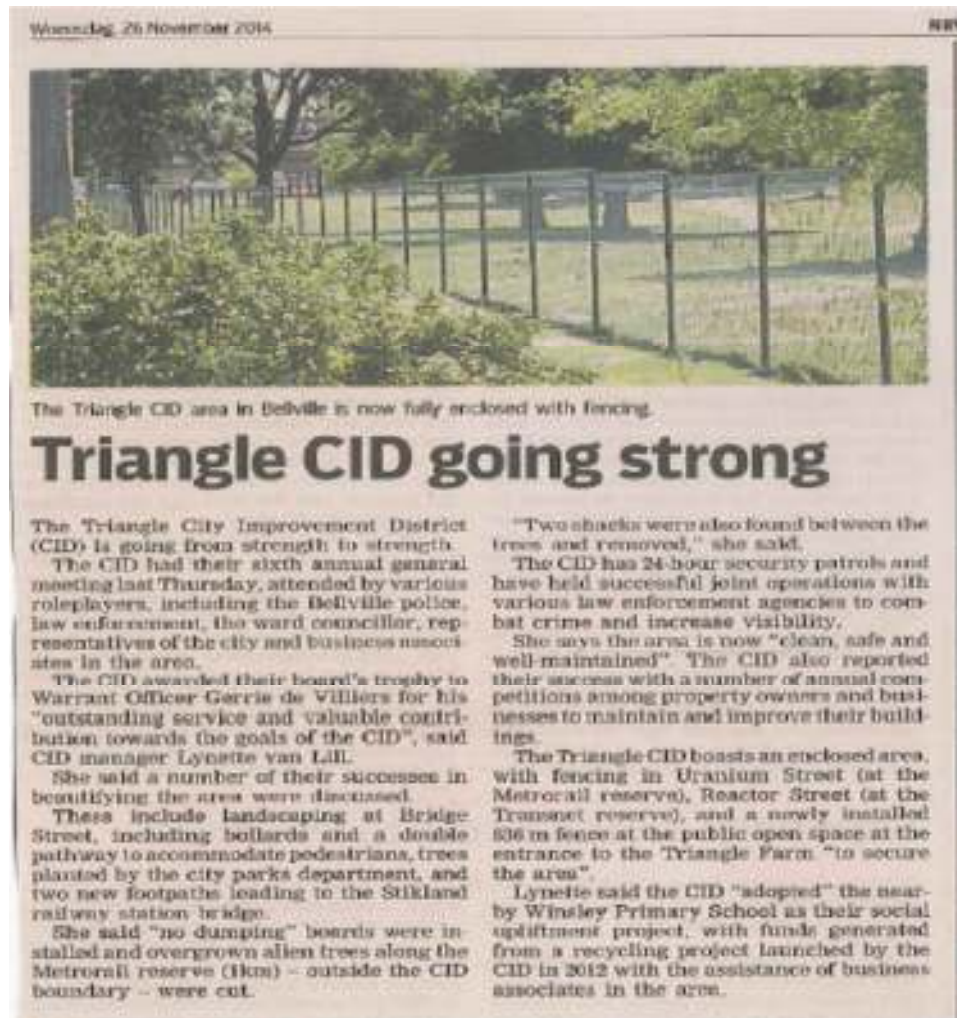 Woensdag, 26 November 2014
The Triangle CID area in Bellville is now fully enclosed with fencing.
Triangle CID going strong
The Triangle City Improvement District
(CID) is going from strength to strength.
The CID had their sixth annual general
meeting last Thursday, attended by various
roleplayers, including the Bellville police,
law enforcement, the ward councillor, rep-
resentatives of the city and business associ-
ates in the area.
The CID awarded their board's trophy to
Warrant Officer Gerrie de Villiers for his
"outstanding service and valuable contri-
bution towards the goals of the CID", said
CID manager Lynette van Lill.
She said a number of their successes in
beautifying the area were discussed.
These include landscaping at Bridge
Street, including bollards and a double
pathway to accommodate pedestrians, trees
planted by the city parks department, and
two new footpaths leading to the Stikland
railway station bridge.
She said "no dumping" boards were in-
stalled and overgrown alien trees along the
Metrorail reserve (1km) – outside the CID
boundary – were cut.
"Two shacks were also found between the
trees and removed," she said.
The CID has 24-hour security patrols and
have held successful joint operations with
various law enforcement agencies to com-
bat crime and increase visibility.
She says the area is now "clean, safe and
well-maintained". The CID also reported
their success with a number of annual com-
petitions among property owners and busi-
nesses to maintain and improve their build-
ings.
The Triangle CID boasts an enclosed area,
with fencing in Uranium Street (at the
Metrorail reserve), Reactor Street (at the
Transnet reserve), and a newly installed
m fence at the public open space at the
entrance to the Triangle Farm "to secure
the area".
Lynette said the CID "adopted" the near-
by Winsley Primary School as their social
upliftment project, with funds generated
from a recycling project launched by the
CID in 2012 with the assistance of business
associates in the area.